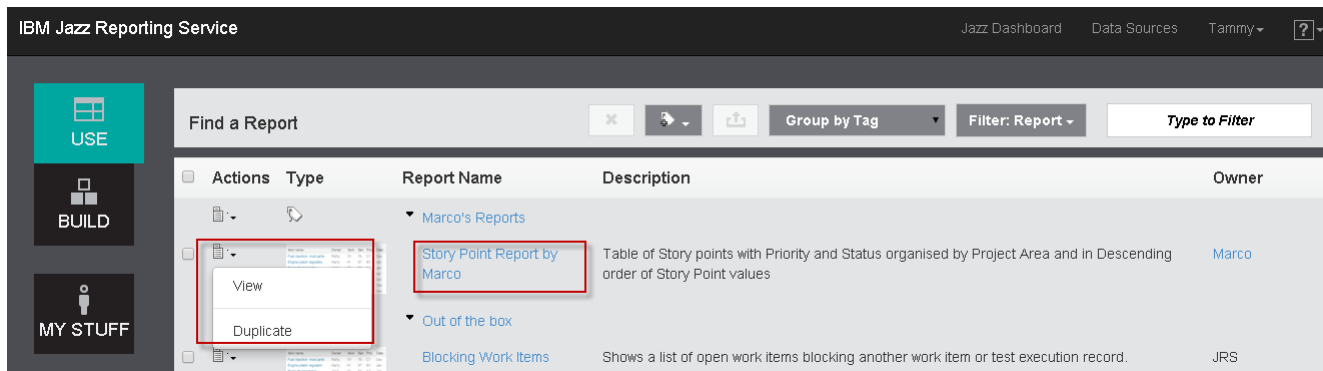 IBM Jazz Reporting Service
Jazz Dashboard Data Sources Tammy ?
USE
Find a Report
Group by Tag Filter: Report Type to Filter
Actions Type Report Name Description Owner
BUILD
Marco's Reports
Story Point Report by Marco
Table of Story points with Priority and Status organised by Project Area and in Descending
order of Story Point values
Marco
View
Duplicate
MY STUFF
Out of the box
Blocking Work Items Shows a list of open work items blocking another work item or test execution record. JRS